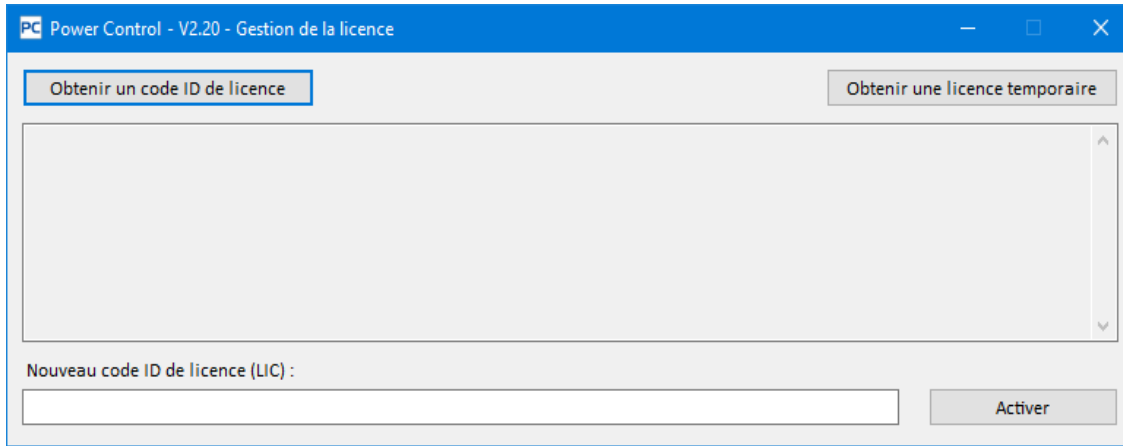 PC Power Control - V2.20 - Gestion de la licence
Obtenir un code ID de licence
Obtenir une licence temporaire
Nouveau code ID de licence (LIC) :
Activer